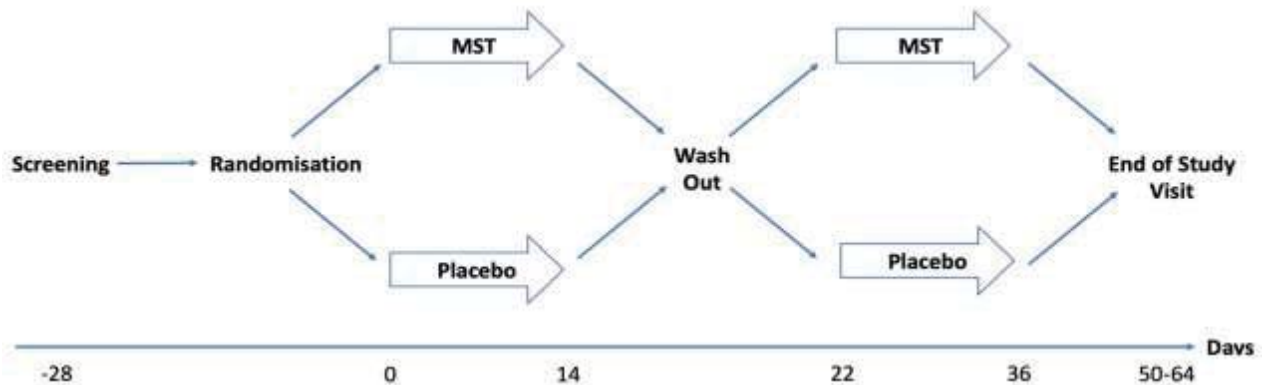 MST
MST
Screening
Randomisation
Wash
Out
End of Study
Visit
Placebo
Placebo
Days
-28
0
14
22
36
50-64